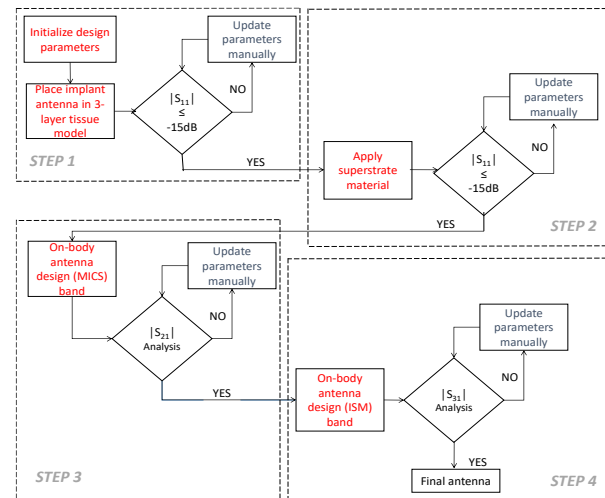 Initialize design
parameters
Place implant
antenna in 3-
layer tissue
model
|S11|
≤
-15dB
Update
parameters
manually
NO
YES
STEP 1
Apply
superstrate
material
|S11|
≤
-15dB
Update
parameters
manually
NO
YES
STEP 2
On-body
antenna
design (MICS)
band
|S21|
Analysis
Update
parameters
manually
NO
YES
STEP 3
On-body
antenna
design (ISM)
band
|S31|
Analysis
Update
parameters
manually
NO
YES
Final antenna
STEP 4